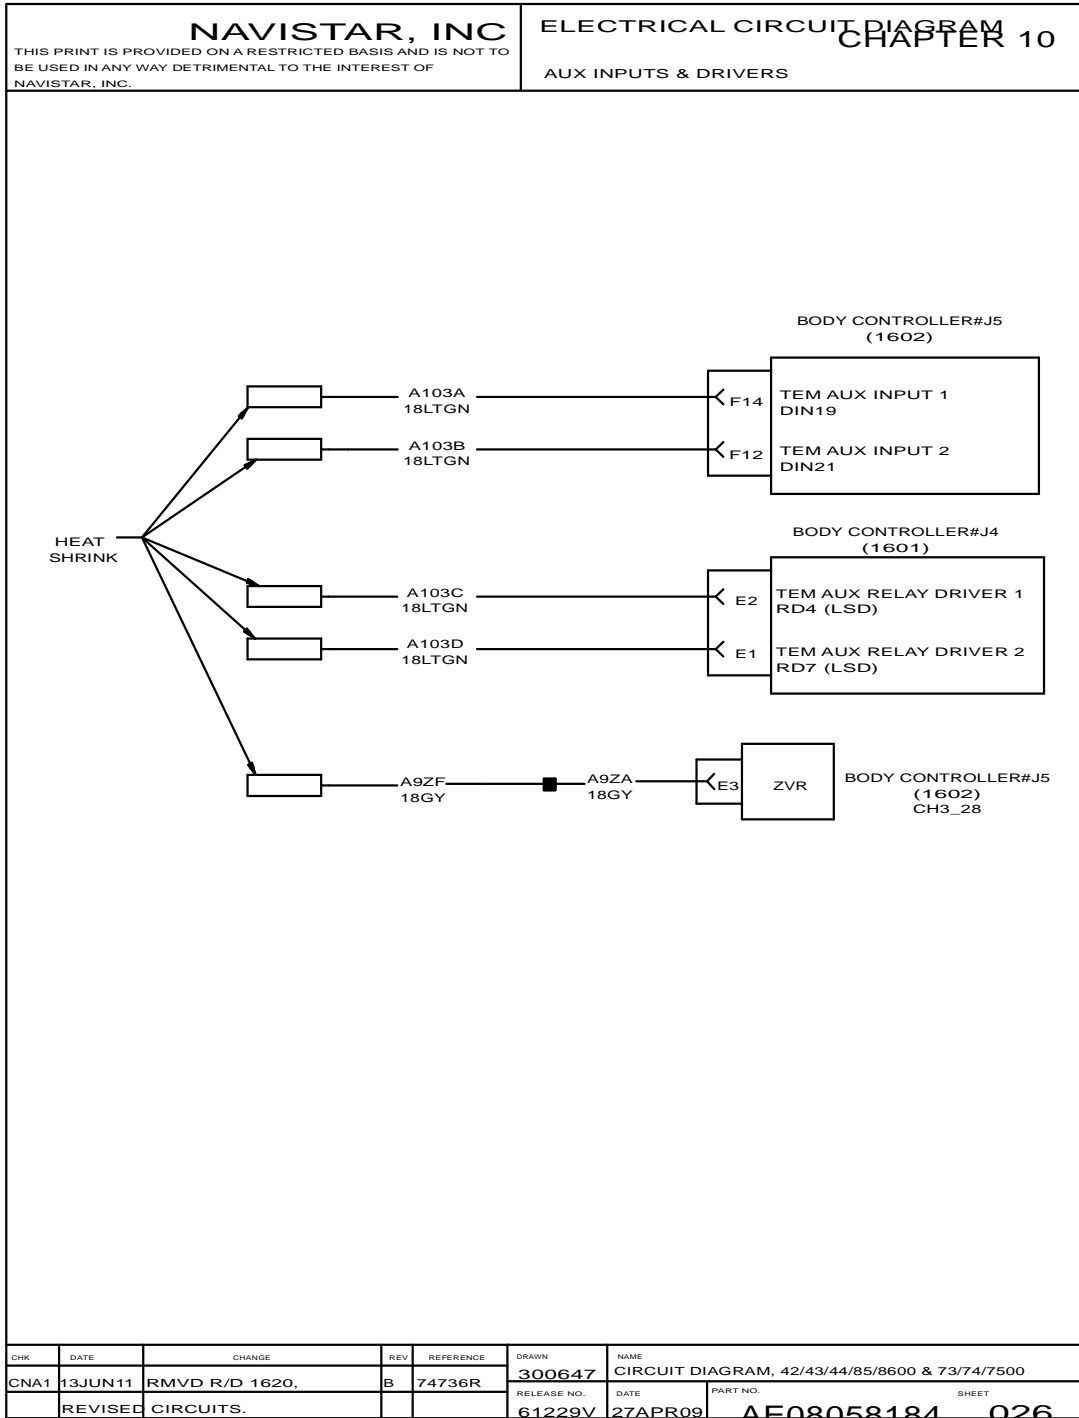 NAVISTAR, INC
THIS PRINT IS PROVIDED ON A RESTRICTED BASIS AND IS NOT TO
BE USED IN ANY WAY DETRIMENTAL TO THE INTEREST OF
NAVISTAR, INC.
ELECTRICAL CIRCUIT DIAGRAM
CHAPTER 10
AUX INPUTS & DRIVERS
BODY CONTROLLER#J5
(1602)
A103A
18LTGN
F14
TEM AUX INPUT 1
DIN19
A103B
18LTGN
F12
TEM AUX INPUT 2
DIN21
HEAT
SHRINK
BODY CONTROLLER#J4
(1601)
A103C
18LTGN
E2
TEM AUX RELAY DRIVER 1
RD4 (LSD)
A103D
18LTGN
E1
TEM AUX RELAY DRIVER 2
RD7 (LSD)
A9ZF
18GY
A9ZA
18GY
E3
ZVR
BODY CONTROLLER#J5
(1602)
CH3_28
CHK DATE CHANGE REV REFERENCE
CNA1 13JUN11 RMVD R/D 1620, B 74736R
REVISED CIRCUITS.
DRAWN
300647
NAME
CIRCUIT DIAGRAM, 42/43/44/85/8600 & 73/74/7500
RELEASE NO.
61229V
DATE
27APR09
PART NO.
AE08058184
SHEET
026